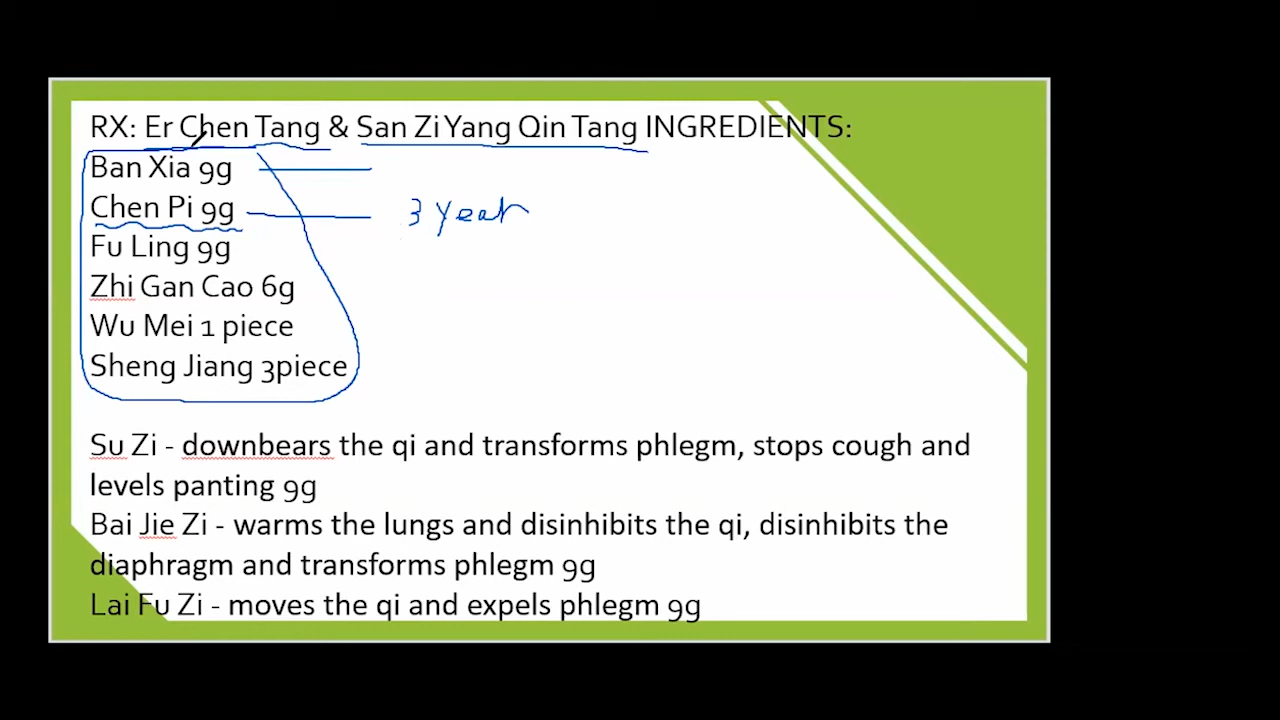 RX: Er Chen Tang & San Zi Yang Qin Tang INGREDIENTS:
Ban Xia 9g
Chen Pi 9g 3 year
Fu Ling 9g
Zhi Gan Cao 6g
Wu Mei 1 piece
Sheng Jiang 3piece
Su Zi - downbears the qi and transforms phlegm, stops cough and
levels panting 9g
Bai Jie Zi - warms the lungs and disinhibits the qi, disinhibits the
diaphragm and transforms phlegm 9g
Lai Fu Zi - moves the qi and expels phlegm 9g